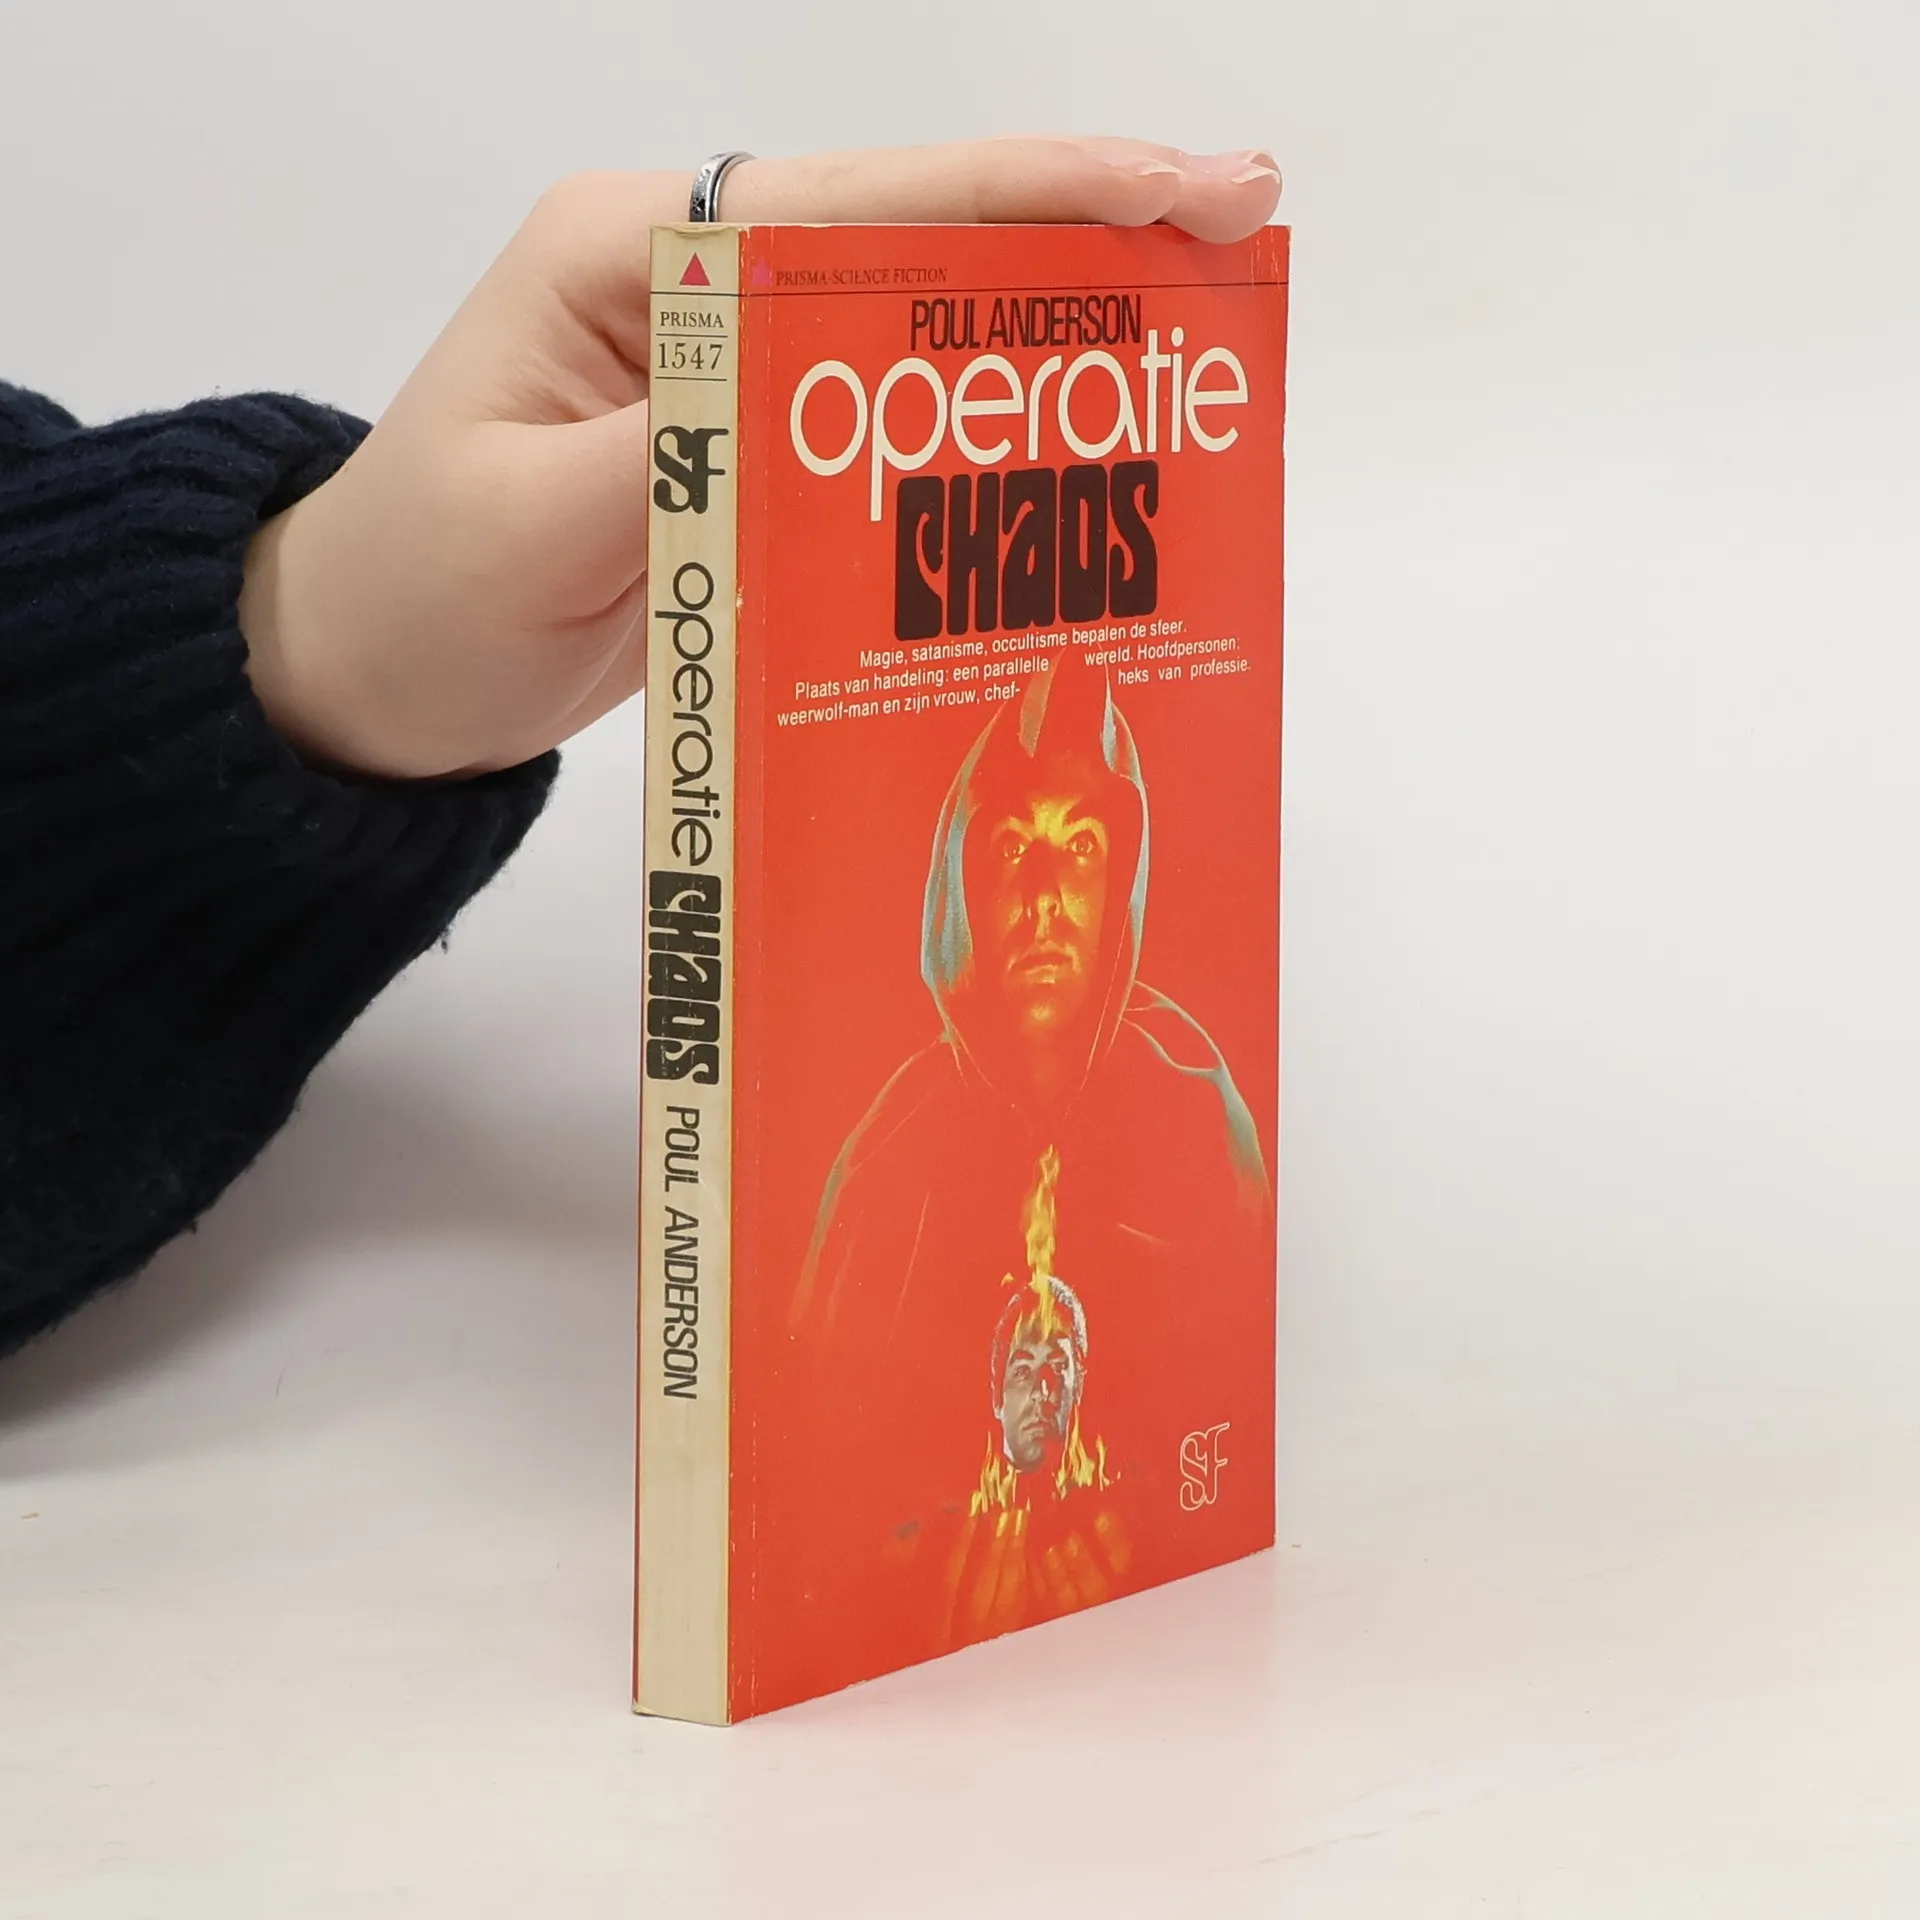 PRISMA
1547
SF
operatie
CHaos
POUL ANDERSON
PRISMA-SCIENCE FICTION
POUL ANDERSON
operatie
CHaos
Magie, satanisme, occultisme bepalen de sfeer.
Plaats van handeling: een parallelle wereld. Hoofdpersonen:
weerwolf-man en zijn vrouw, chef- heks van professie.
SF